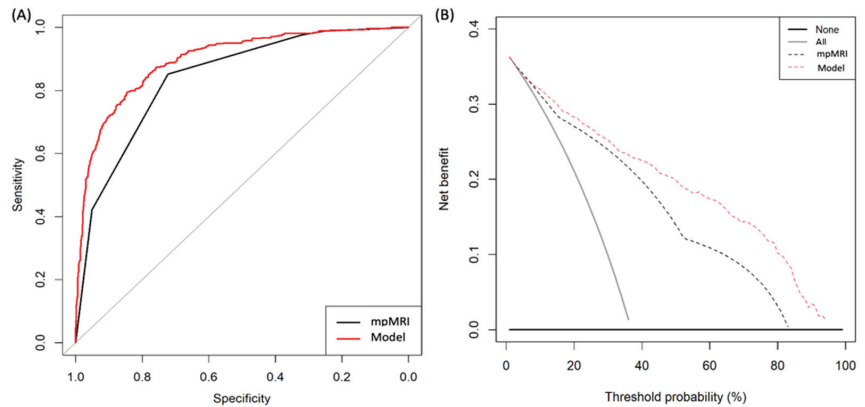 (A)
1.0
0.8
0.6
0.4
0.2
0.0
Sensitivity
1.0
0.8
0.6
0.4
0.2
0.0
Specificity
mpMRI
Model
(B)
0.4
0.3
0.2
0.1
0.0
Net benefit
0
20
40
60
80
100
Threshold probability (%)
None
All
mpMRI
Model